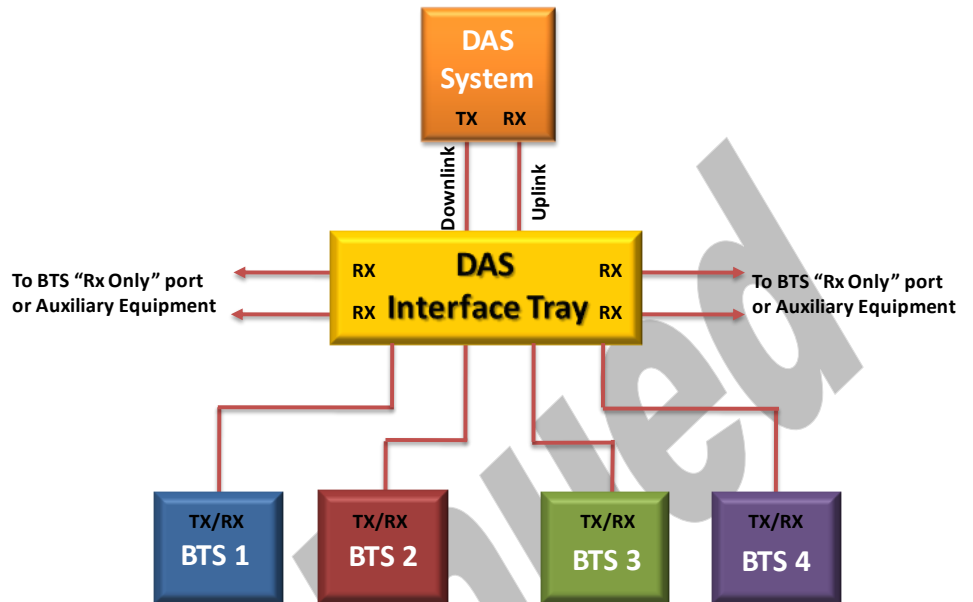 DAS
System
TX RX
Downlink
Uplink
To BTS “Rx Only” port
or Auxiliary Equipment
RX
RX
DAS
Interface Tray
RX
RX
To BTS “Rx Only” port
or Auxiliary Equipment
TX/RX
BTS 1
TX/RX
BTS 2
TX/RX
BTS 3
TX/RX
BTS 4